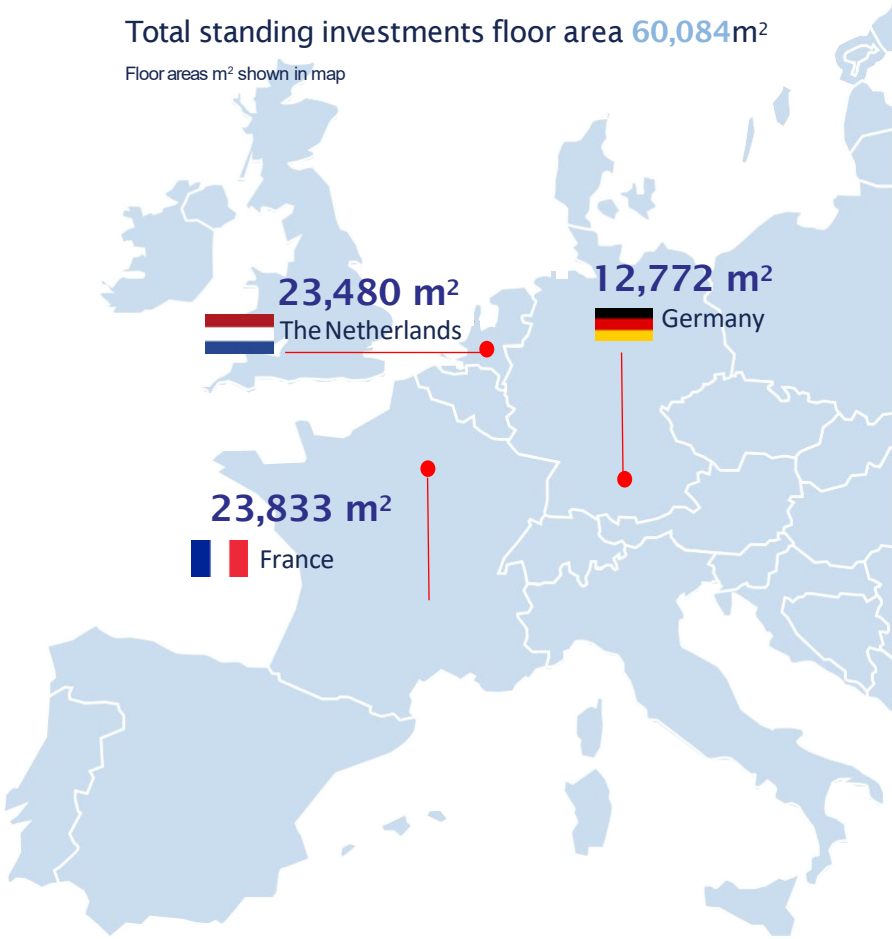 Total standing investments floor area 60,084m²
Floor areas m² shown in map
23,480 m²
The Netherlands
12,772 m²
Germany
23,833 m²
France